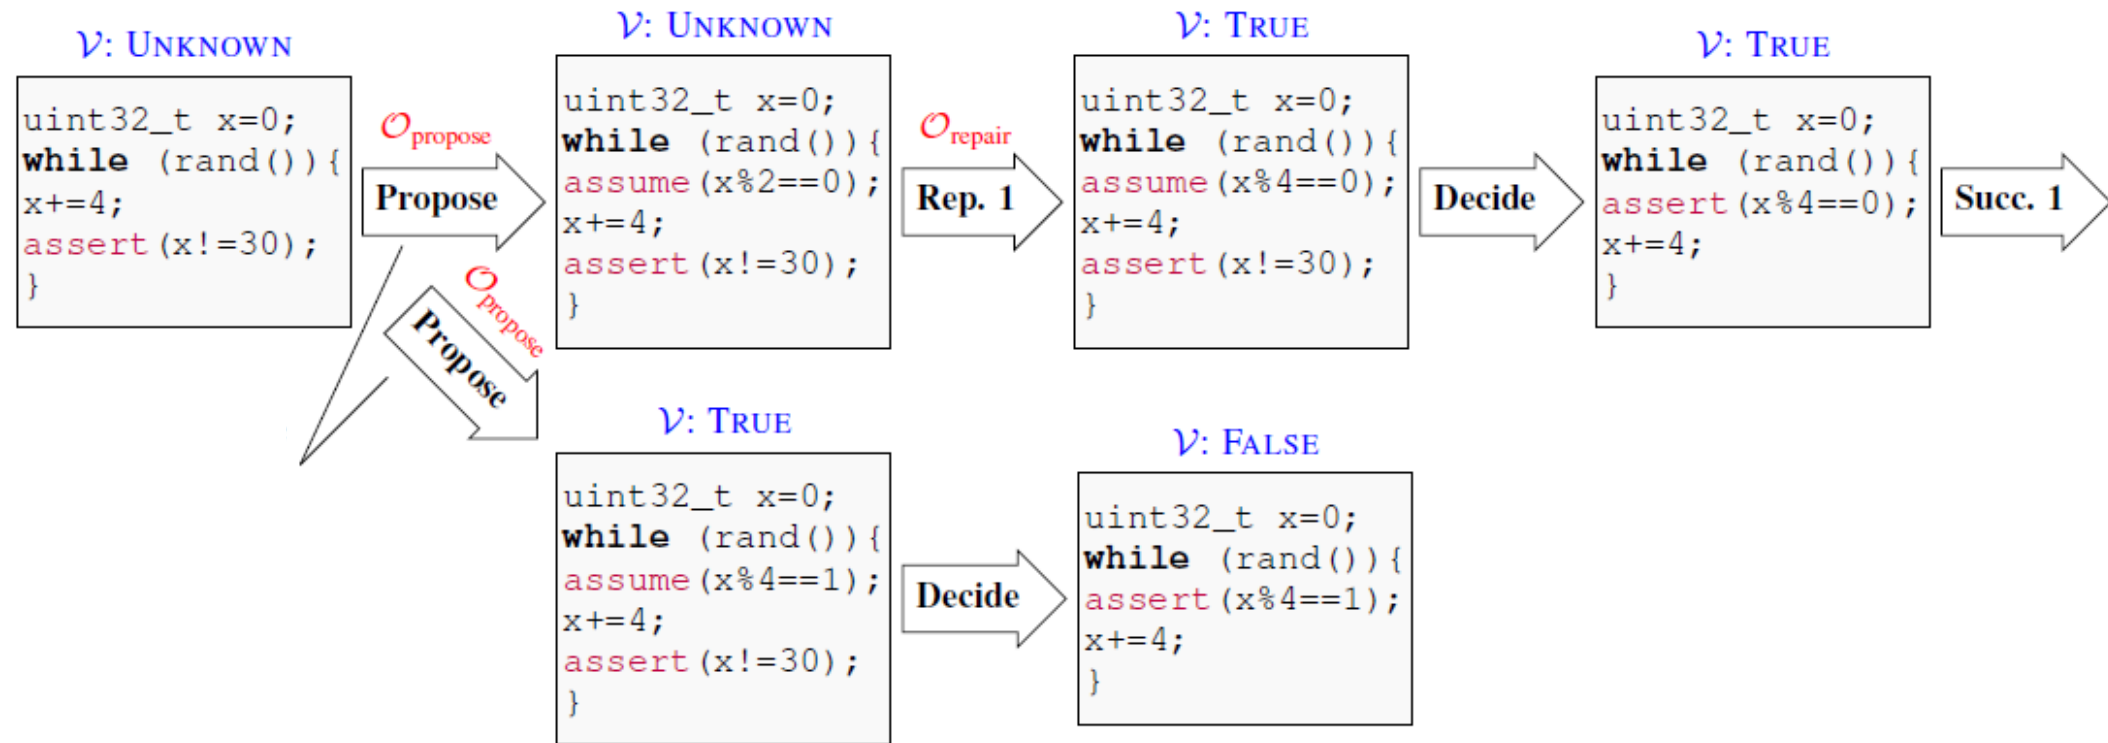 𝒱: UNKNOWN
uint32_t x=0;
while (rand()){
x+=4;
assert(x!=30);
}
𝒪propose
Propose
𝒱: UNKNOWN
uint32_t x=0;
while (rand()){
assume(x%2==0);
x+=4;
assert(x!=30);
}
𝒪repair
Rep. 1
𝒱: TRUE
uint32_t x=0;
while (rand()){
assume(x%4==0);
x+=4;
assert(x!=30);
}
Decide
𝒱: TRUE
uint32_t x=0;
while (rand()){
assert(x%4==0);
x+=4;
}
Succ. 1
𝒪propose
Propose
𝒱: TRUE
uint32_t x=0;
while (rand()){
assume(x%4==1);
x+=4;
assert(x!=30);
}
Decide
𝒱: FALSE
uint32_t x=0;
while (rand()){
assert(x%4==1);
x+=4;
}